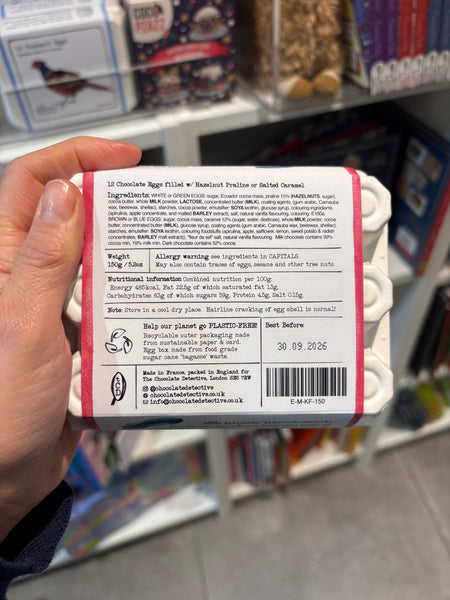 12 Chocolate Eggs filled w/ Hazelnut Praline or Salted Caramel
Ingredients: WHITE or GREEN EGGS: sugar, Ecuador cocoa mass, praline 15% (HAZELNUTS, sugar),
cocoa butter, whole MILK powder, LACTOSE, concentrated butter (MILK), coating agents, (gum arabic, Carnauba
wax, beeswax, shellac), starches, cocoa powder, emulsifier: SOYA lecithin, glucose syrup, colouring ingredients
(spirulina, apple concentrate, and malted BARLEY extract), salt, natural vanilla flavouring, colouring: E160a.
BROWN or BLUE EGGS: sugar, cocoa mass, caramel 12% (sugar, water, dextrose), whole MILK powder, cocoa
butter, concentrated butter (MILK), glucose syrup, coating agents (gum arabic, Carnauba wax, beeswax, shellac),
starches, emulsifier: SOYA lecithin, colouring foodstuffs (spirulina, apple, safflower, lemon, sweet potato & radish
concentrates, BARLEY malt extract), "fleur de sel" salt, natural vanilla flavouring. Milk chocolate contains 30%
cocoa min, 19% milk min. Dark chocolate contains 52% cocoa.
Weight
150g / 5.2oz
Allergy warning see ingredients in CAPITALS.
May also contain traces of eggs, sesame and other tree nuts.
Nutritional information Combined nutrition per 100g:
Energy 485kcal, Fat 22.5g of which saturated fat 13g,
Carbohydrates 63g of which sugars 59g, Protein 4.5g, Salt 0.15g.
Note: Store in a cool dry place. Hairline cracking of egg shell is normal!
Help our planet go PLASTIC-FREE!
Recyclable outer packaging made
from sustainable paper & card.
Egg box made from food grade
sugar cane 'bagasse' waste.
Best Before:
30.09.2026
Made in France, packed in England for
The Chocolate Detective, London SE5 7SW
@chocolatedetective
chocolatedetective.co.uk
info@chocolatedetective.co.uk
E-M-KF-150